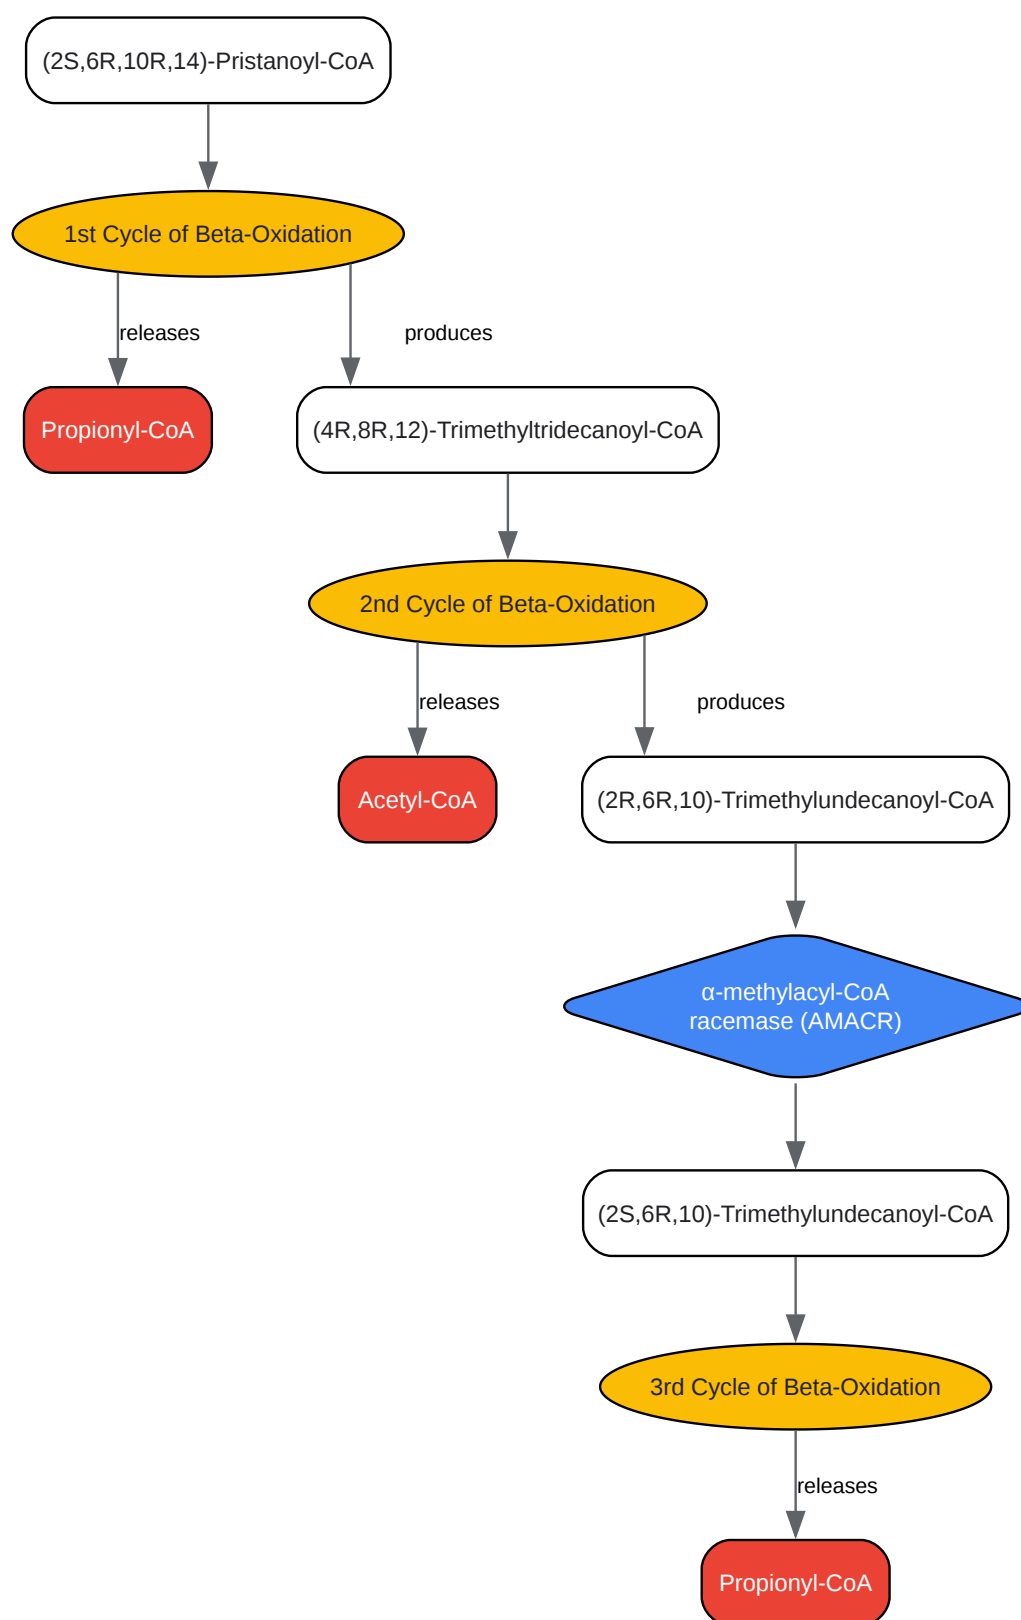 (2S,6R,10R,14)-Pristanoyl-CoA
1st Cycle of Beta-Oxidation
releases
produces
Propionyl-CoA
(4R,8R,12)-Trimethyltridecanoyl-CoA
2nd Cycle of Beta-Oxidation
releases
produces
Acetyl-CoA
(2R,6R,10)-Trimethylundecanoyl-CoA
α-methylacyl-CoA
racemase (AMACR)
(2S,6R,10)-Trimethylundecanoyl-CoA
3rd Cycle of Beta-Oxidation
releases
Propionyl-CoA